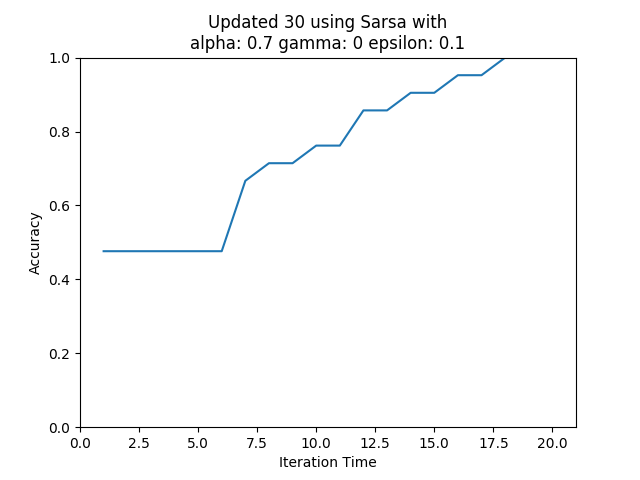 Updated 30 using Sarsa with
alpha: 0.7 gamma: 0 epsilon: 0.1
1.0
0.8
0.6
0.4
0.2
0.0
Accuracy
0.0 2.5 5.0 7.5 10.0 12.5 15.0 17.5 20.0
Iteration Time